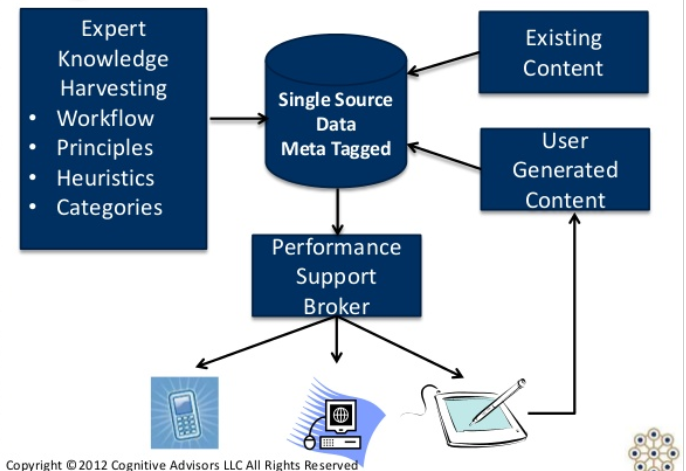 Expert
Knowledge
Harvesting
• Workflow
• Principles
• Heuristics
• Categories
Single Source
Data
Meta Tagged
Existing
Content
User
Generated
Content
Performance
Support
Broker
Copyright © 2012 Cognitive Advisors LLC All Rights Reserved